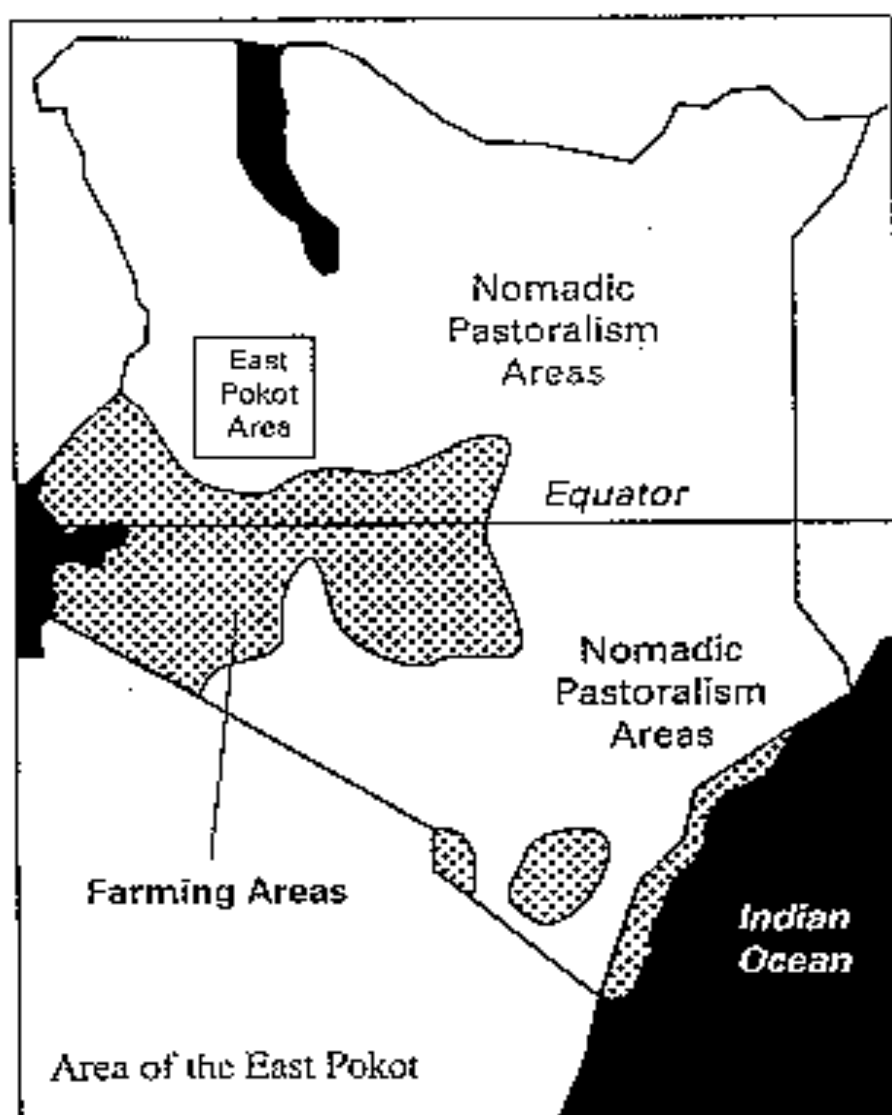 Nomadic
Pastoralism
Areas
East
Pokot
Area
Equator
Nomadic
Pastoralism
Areas
Farming Areas
Indian
Ocean
Area of the East Pokot